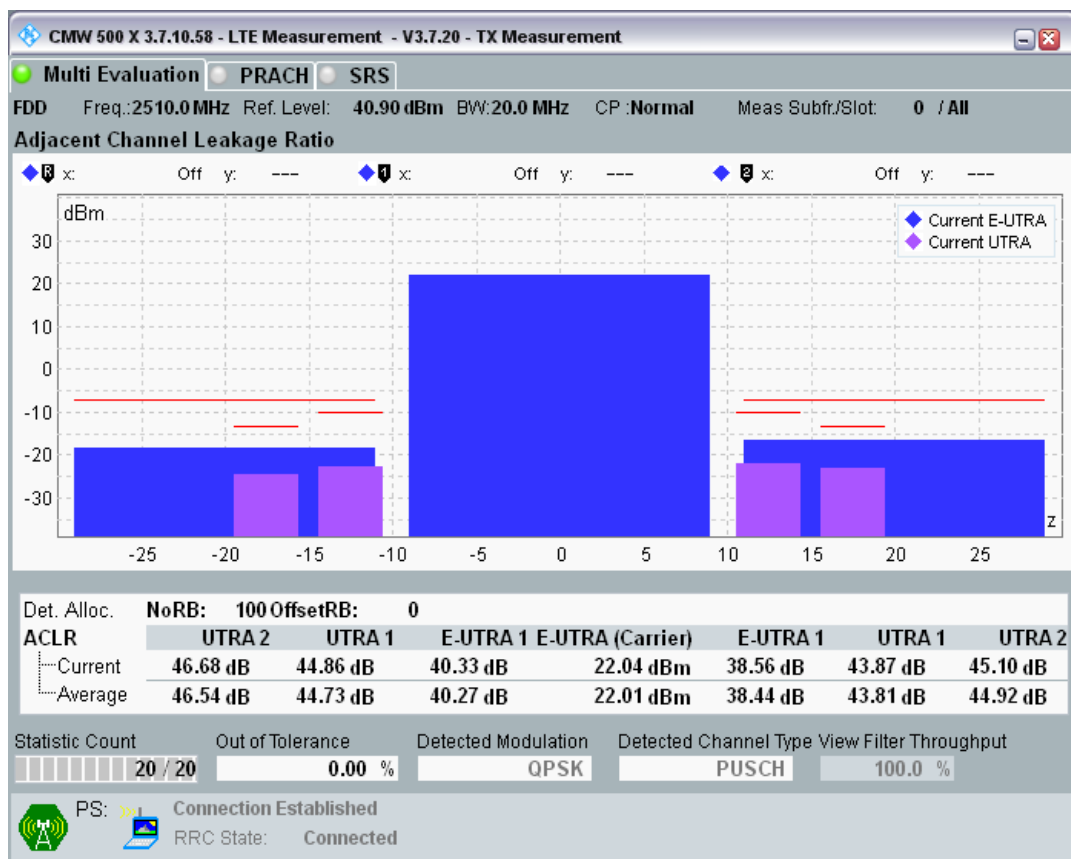 CMW 500 X 3.7.10.58 - LTE Measurement - V3.7.20 - TX Measurement
Multi Evaluation PRACH SRS
FDD Freq.:2510.0 MHz Ref. Level: 40.90 dBm BW:20.0 MHz CP :Normal Meas Subfr./Slot: 0 / All
Adjacent Channel Leakage Ratio
R x: Off y: --- 1 x: Off y: --- 2 x: Off y: ---
dBm
Current E-UTRA
Current UTRA
30
20
10
0
-10
-20
-30
z
-25 -20 -15 -10 -5 0 5 10 15 20 25
Det. Alloc. NoRB: 100 OffsetRB: 0
ACLR UTRA 2 UTRA 1 E-UTRA 1 E-UTRA (Carrier) E-UTRA 1 UTRA 1 UTRA 2
Current 46.68 dB 44.86 dB 40.33 dB 22.04 dBm 38.56 dB 43.87 dB 45.10 dB
Average 46.54 dB 44.73 dB 40.27 dB 22.01 dBm 38.44 dB 43.81 dB 44.92 dB
Statistic Count Out of Tolerance Detected Modulation Detected Channel Type View Filter Throughput
20 / 20 0.00 % QPSK PUSCH 100.0 %
PS: Connection Established
RRC State: Connected